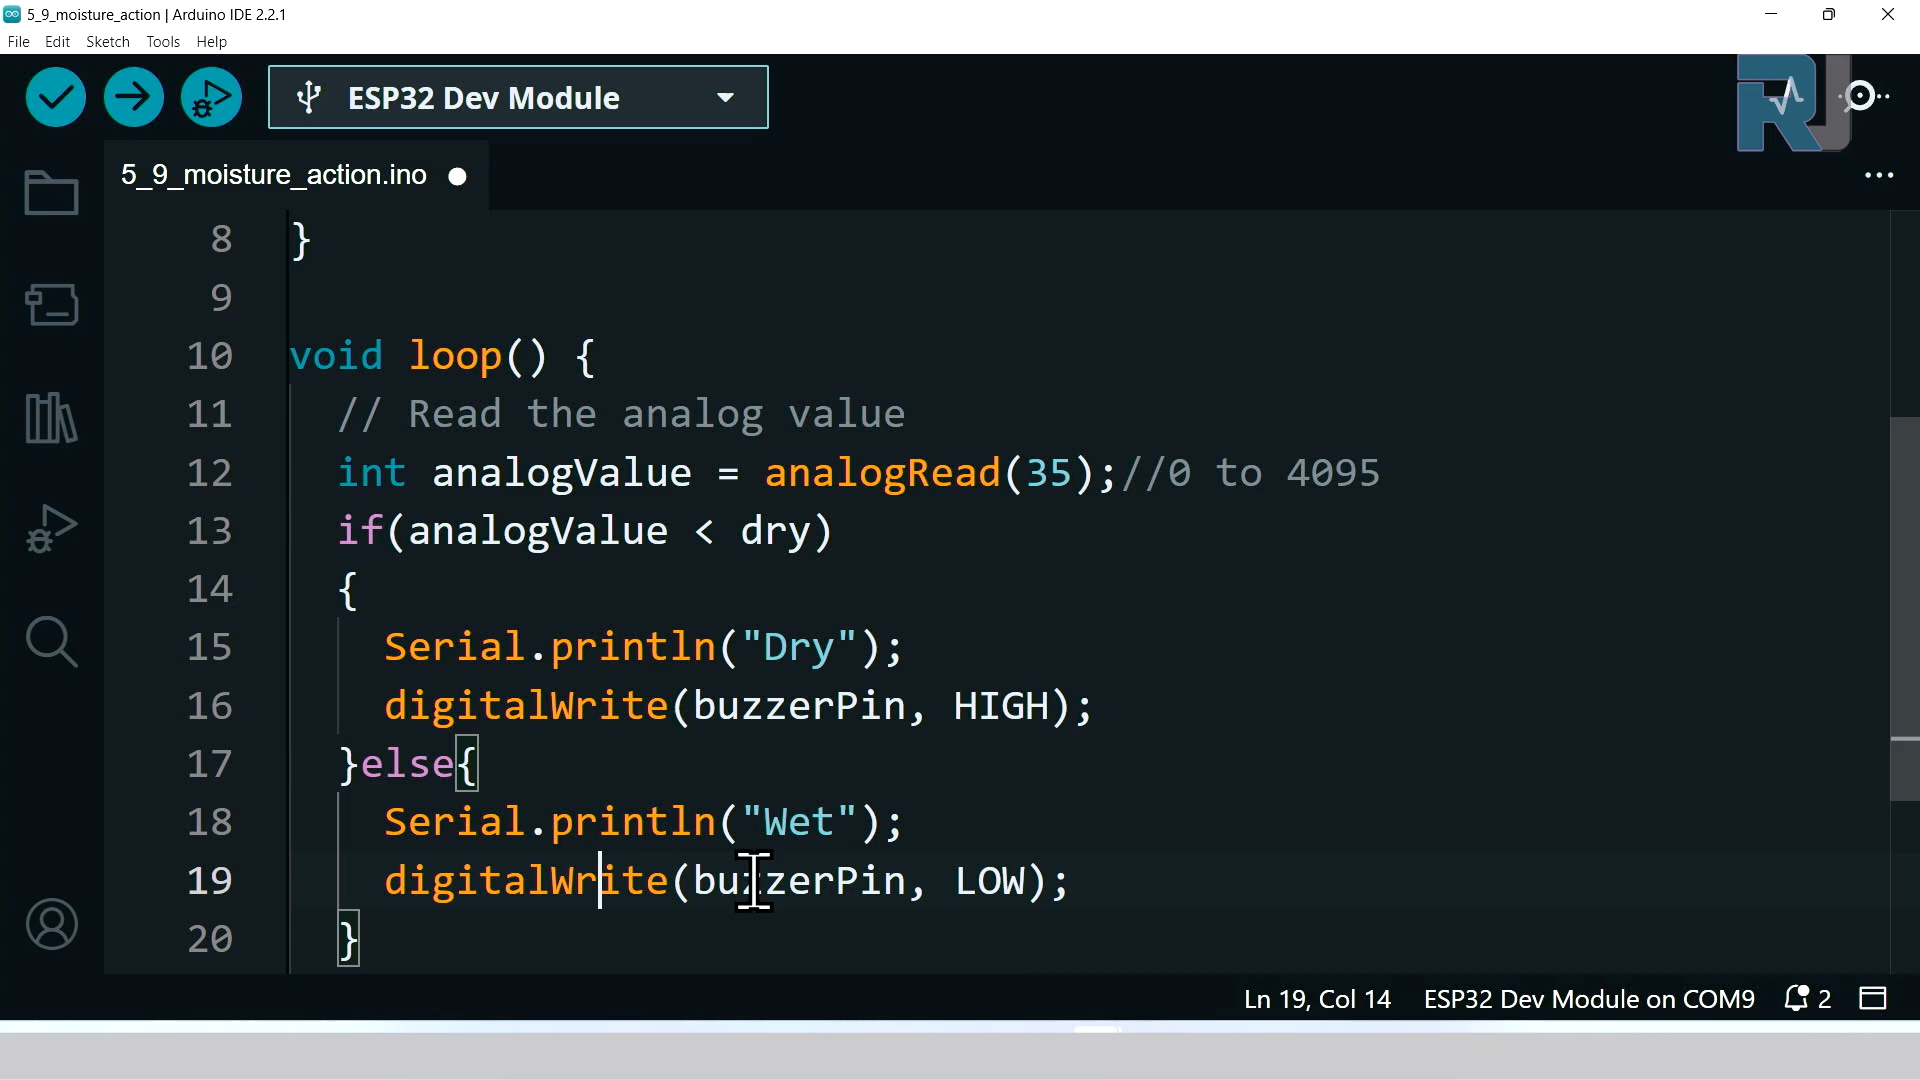 5_9_moisture_action | Arduino IDE 2.2.1
File Edit Sketch Tools Help
ESP32 Dev Module
RJ
5_9_moisture_action.ino
8 }
9
10 void loop() {
11 // Read the analog value
12 int analogValue = analogRead(35);//0 to 4095
13 if(analogValue < dry)
14 {
15 Serial.println("Dry");
16 digitalWrite(buzzerPin, HIGH);
17 }else{
18 Serial.println("Wet");
19 digitalWrite(buzzerPin, LOW);
20 }
Ln 19, Col 14 ESP32 Dev Module on COM9 2